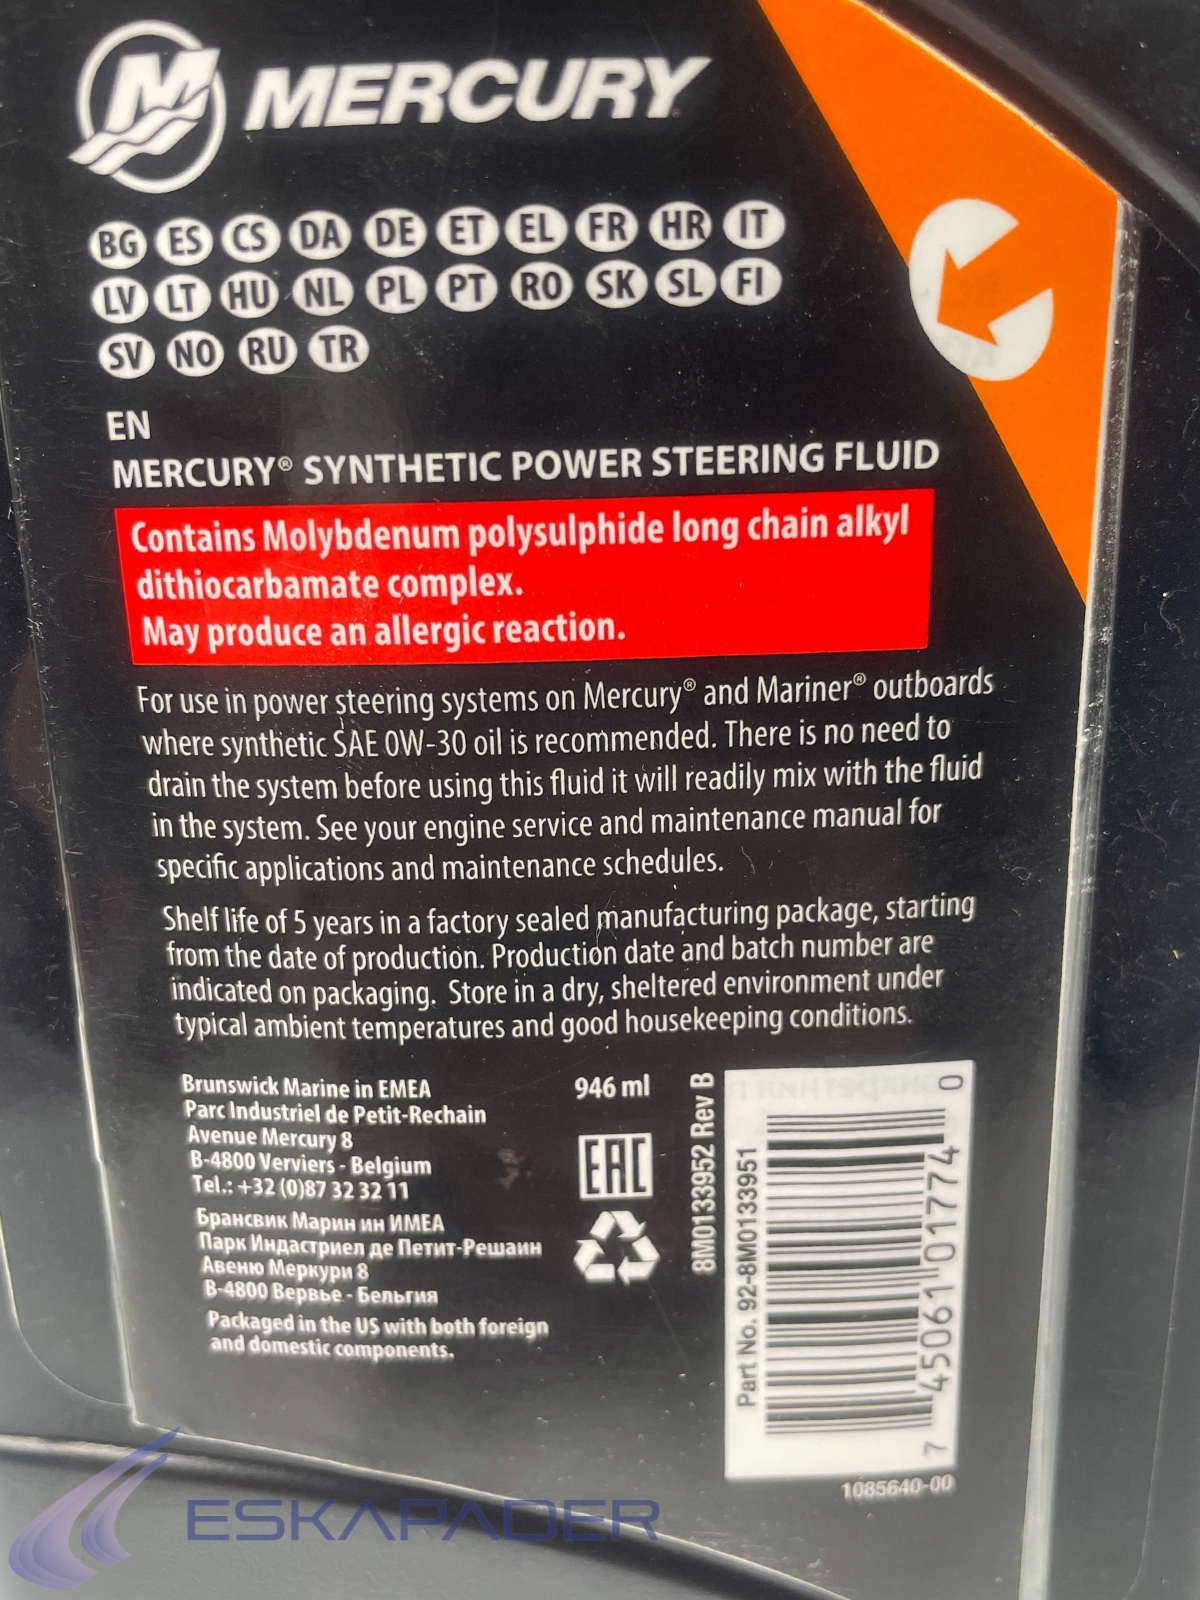 MERCURY
BG ES CS DA DE ET EL FR HR IT
LV LT HU NL PL PT RO SK SL FI
SV NO RU TR
EN
MERCURY® SYNTHETIC POWER STEERING FLUID
Contains Molybdenum polysulphide long chain alkyl
dithiocarbamate complex.
May produce an allergic reaction.
For use in power steering systems on Mercury® and Mariner® outboards
where synthetic SAE 0W-30 oil is recommended. There is no need to
drain the system before using this fluid it will readily mix with the fluid
in the system. See your engine service and maintenance manual for
specific applications and maintenance schedules.
Shelf life of 5 years in a factory sealed manufacturing package, starting
from the date of production. Production date and batch number are
indicated on packaging. Store in a dry, sheltered environment under
typical ambient temperatures and good housekeeping conditions.
Brunswick Marine in EMEA
Parc Industriel de Petit-Rechain
Avenue Mercury 8
B-4800 Verviers - Belgium
Tel.: +32 (0)87 32 32 11
Брансвик Марин ин ИМЕА
Парк Индастриел де Петит-Решаин
Авеню Меркури 8
B-4800 Вервье - Бельгия
Packaged in the US with both foreign
and domestic components.
946 ml
EAC
8M0133952 Rev B
Part No. 92-8M0133951
7 45061 01774 0
1085640-00
ESKAPADER